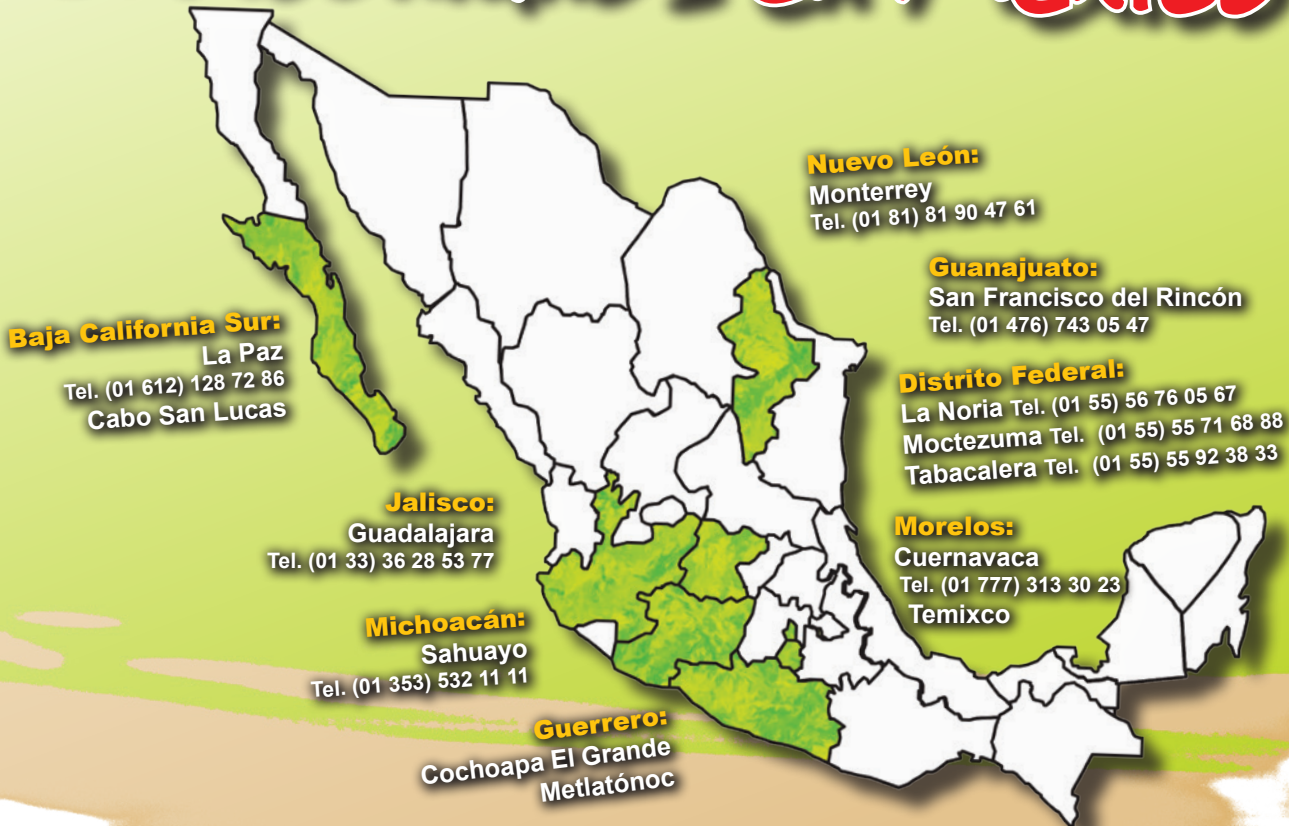 Nuevo León:
Monterrey
Tel. (01 81) 81 90 47 61
Guanajuato:
San Francisco del Rincón
Tel. (01 476) 743 05 47
Baja California Sur:
La Paz
Tel. (01 612) 128 72 86
Cabo San Lucas
Distrito Federal:
La Noria Tel. (01 55) 56 76 05 67
Moctezuma Tel. (01 55) 55 71 68 88
Tabacalera Tel. (01 55) 55 92 38 33
Jalisco:
Guadalajara
Tel. (01 33) 36 28 53 77
Morelos:
Cuernavaca
Tel. (01 777) 313 30 23
Temixco
Michoacán:
Sahuayo
Tel. (01 353) 532 11 11
Guerrero:
Cochoapa El Grande
Metlatónoc